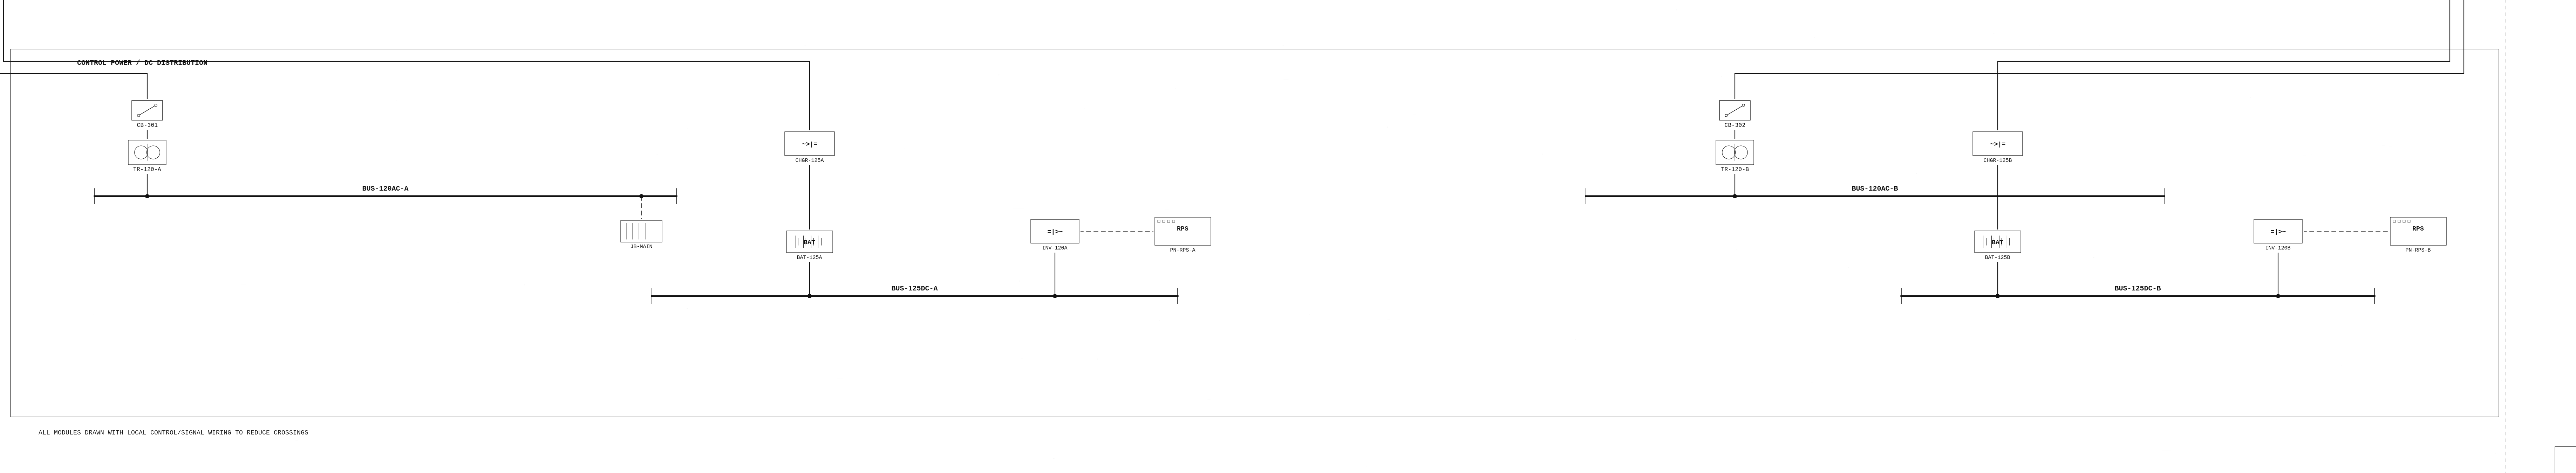 CONTROL POWER / DC DISTRIBUTION
CB-301
CB-302
~>|=
CHGR-125A
~>|=
CHGR-125B
TR-120-A
TR-120-B
BUS-120AC-A
BUS-120AC-B
JB-MAIN
BAT
BAT-125A
=|>~
INV-120A
RPS
PN-RPS-A
BAT
BAT-125B
=|>~
INV-120B
RPS
PN-RPS-B
BUS-125DC-A
BUS-125DC-B
ALL MODULES DRAWN WITH LOCAL CONTROL/SIGNAL WIRING TO REDUCE CROSSINGS